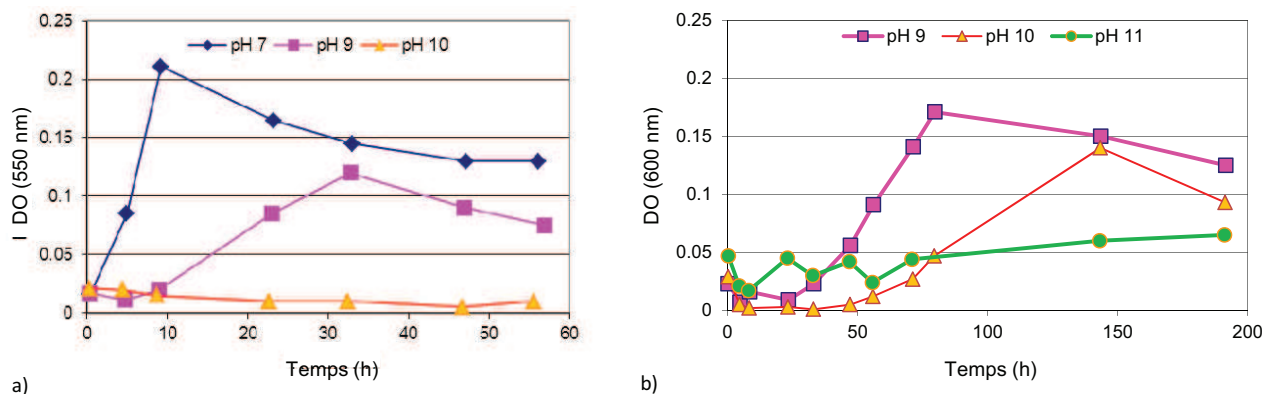 0.25
pH 7 pH 9 pH 10
0.2
0.15
0.1
0.05
0
0 10 20 30 40 50 60
I DO (550 nm)
Temps (h)
a)
0.25
pH 9 pH 10 pH 11
0.2
0.15
0.1
0.05
0
0 50 100 150 200
DO (600 nm)
Temps (h)
b)